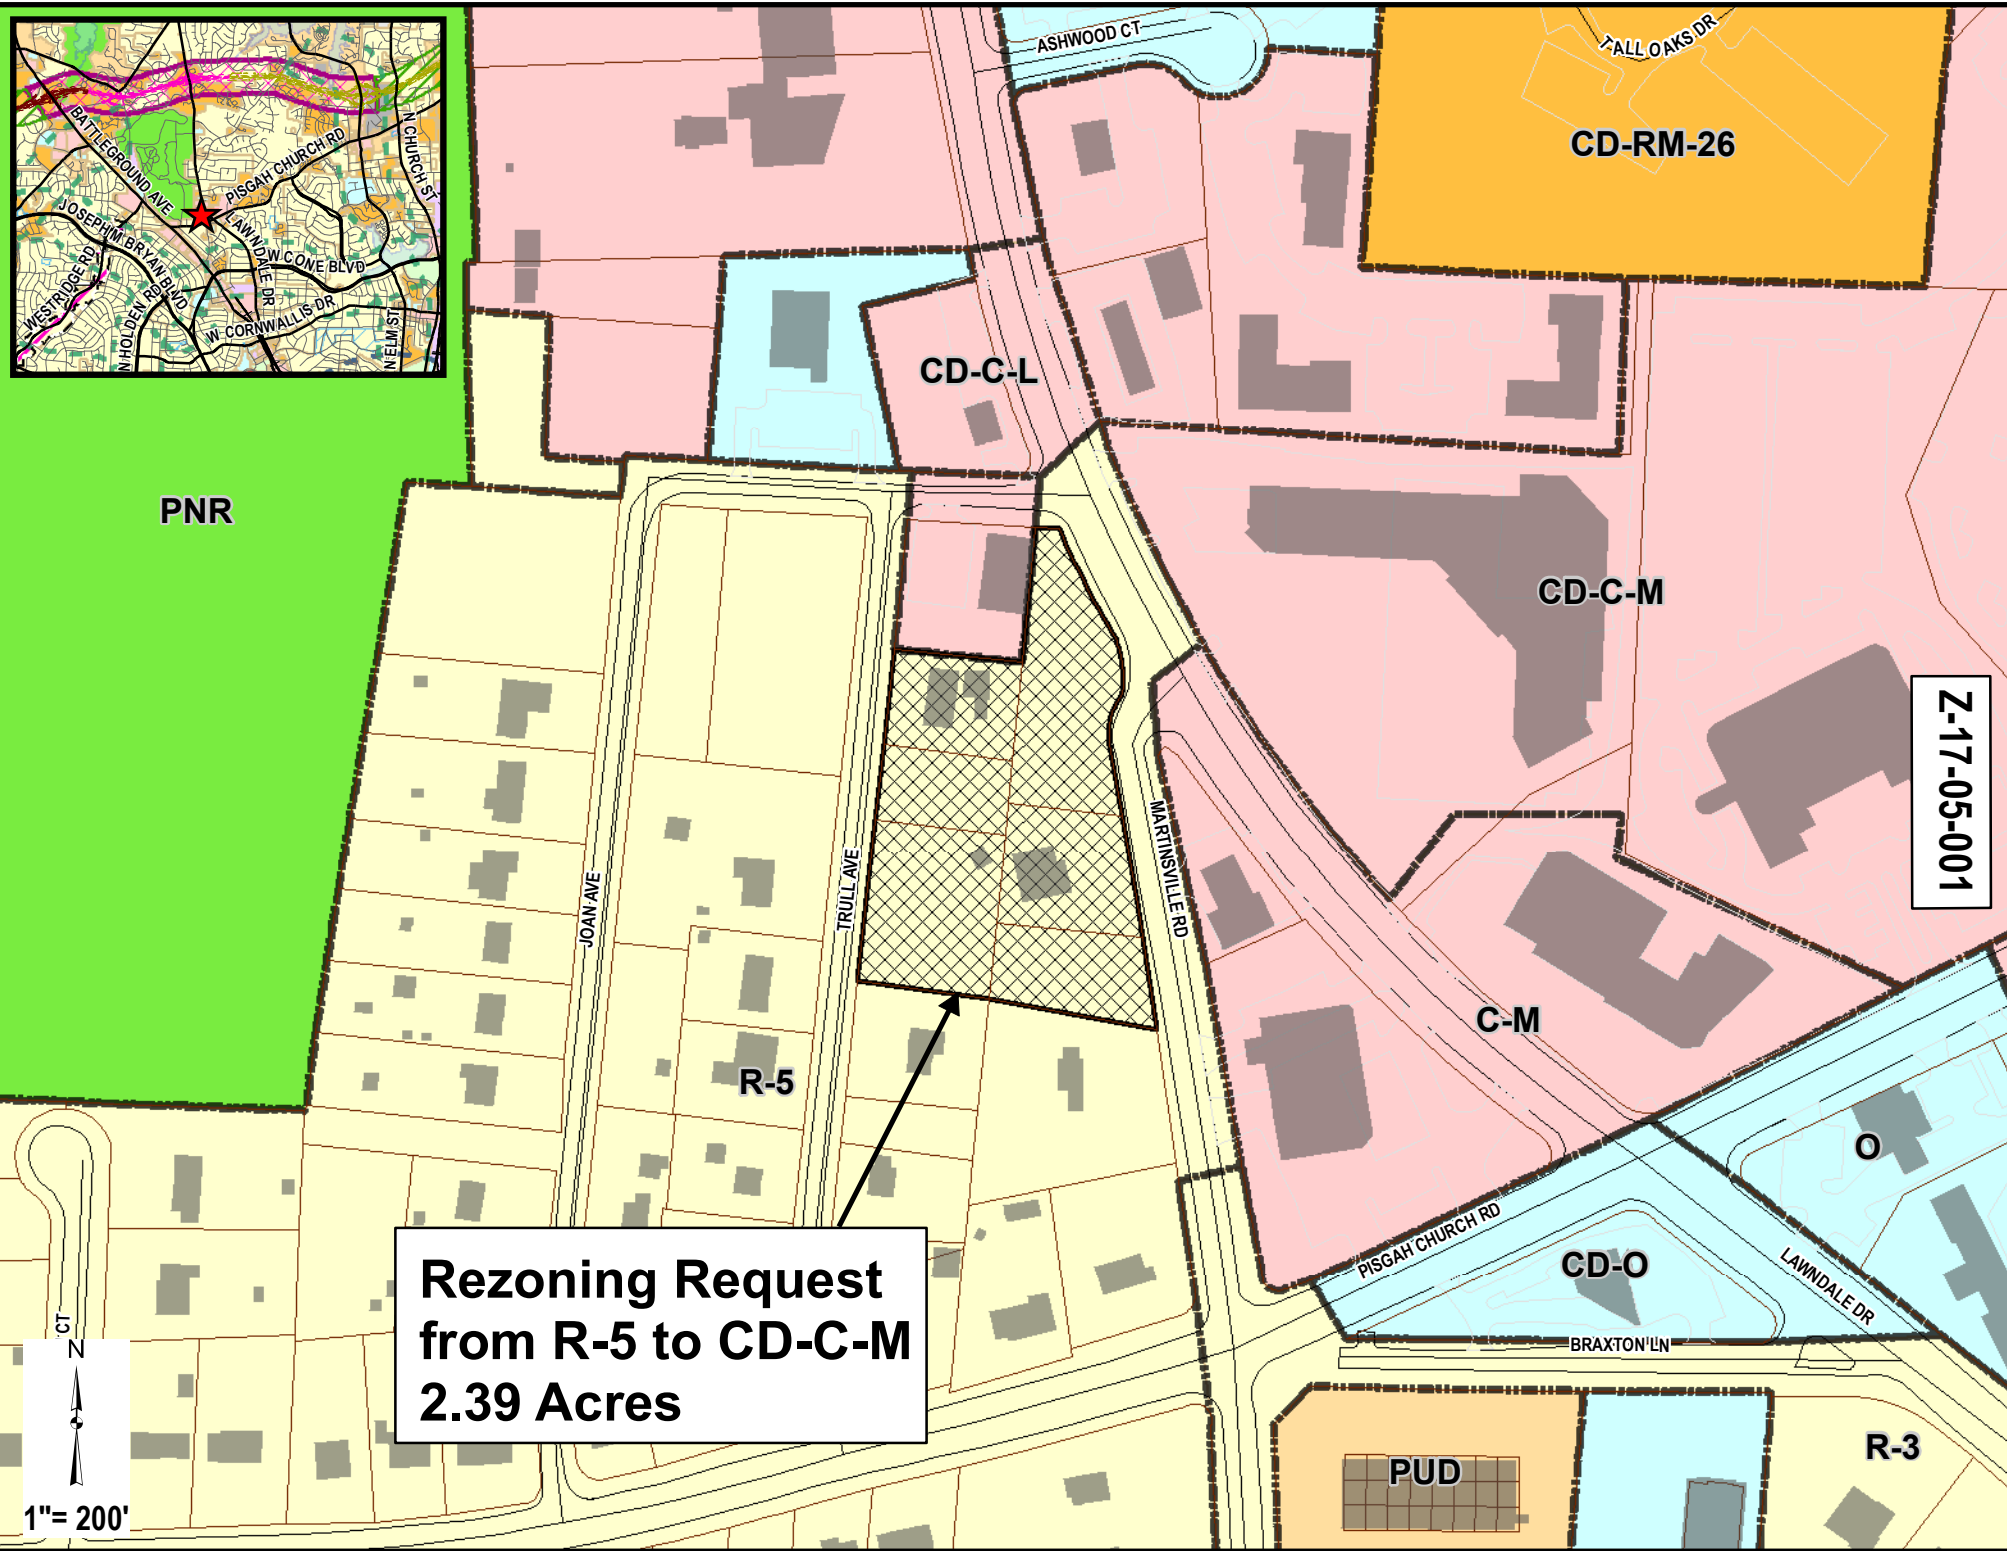 BATTLEGROUND AVE
PISGAH CHURCH RD
N CHURCH ST
JOSEPH M BRYAN BLVD
LAWNDALE DR
W CONE BLVD
WESTRIDGE RD
N HOLDEN RD
W CORNWALLIS DR
N ELM ST
ASHWOOD CT
TALL OAKS DR
CD-RM-26
CD-C-L
PNR
CD-C-M
Z-17-05-001
MARTINSVILLE RD
TRULL AVE
JOAN AVE
C-M
R-5
O
PISGAH CHURCH RD
CD-O
LAWNDALE DR
BRAXTON LN
Rezoning Request
from R-5 to CD-C-M
2.39 Acres
CT
N
1"= 200'
PUD
R-3